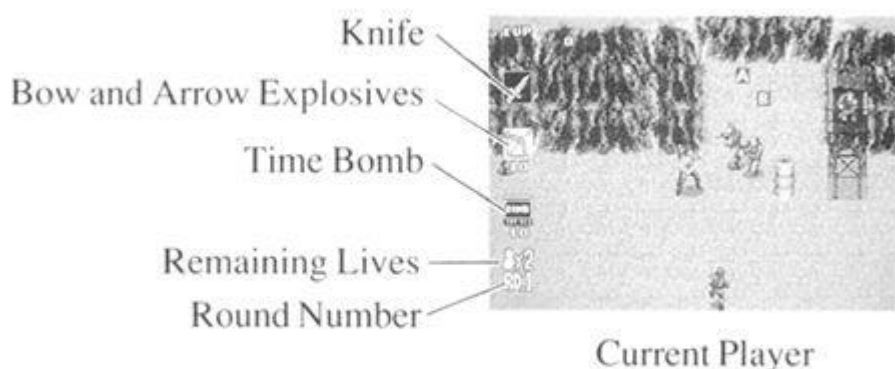 Knife
Bow and Arrow Explosives
Time Bomb
Remaining Lives
Round Number
Current Player